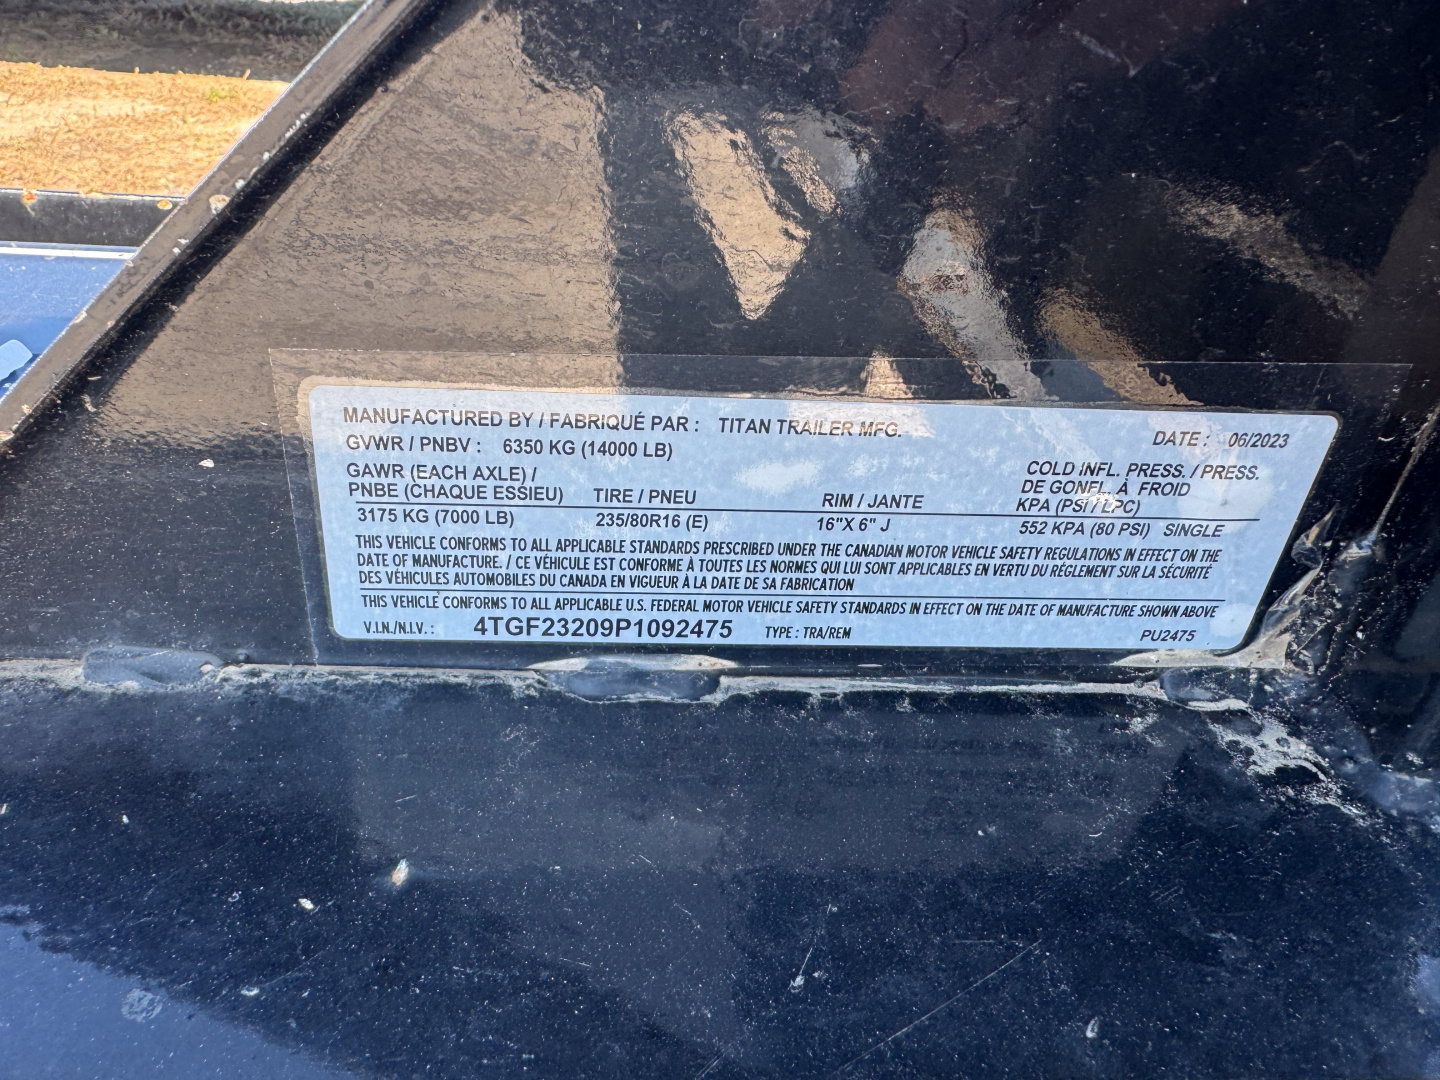 MANUFACTURED BY / FABRIQUÉ PAR : TITAN TRAILER MFG.
DATE : 06/2023
GVWR / PNBV : 6350 KG (14000 LB)
GAWR (EACH AXLE) /
PNBE (CHAQUE ESSIEU) TIRE / PNEU RIM / JANTE
COLD INFL. PRESS. / PRESS.
DE GONFL. À FROID
KPA (PSI / LPC)
3175 KG (7000 LB) 235/80R16 (E) 16"X 6" J 552 KPA (80 PSI) SINGLE
THIS VEHICLE CONFORMS TO ALL APPLICABLE STANDARDS PRESCRIBED UNDER THE CANADIAN MOTOR VEHICLE SAFETY REGULATIONS IN EFFECT ON THE
DATE OF MANUFACTURE. / CE VÉHICULE EST CONFORME À TOUTES LES NORMES QUI LUI SONT APPLICABLES EN VERTU DU RÉGLEMENT SUR LA SÉCURITÉ
DES VÉHICULES AUTOMOBILES DU CANADA EN VIGUEUR À LA DATE DE SA FABRICATION
THIS VEHICLE CONFORMS TO ALL APPLICABLE U.S. FEDERAL MOTOR VEHICLE SAFETY STANDARDS IN EFFECT ON THE DATE OF MANUFACTURE SHOWN ABOVE
V.I.N./N.I.V. : 4TGF23209P1092475 TYPE : TRA/REM PU2475